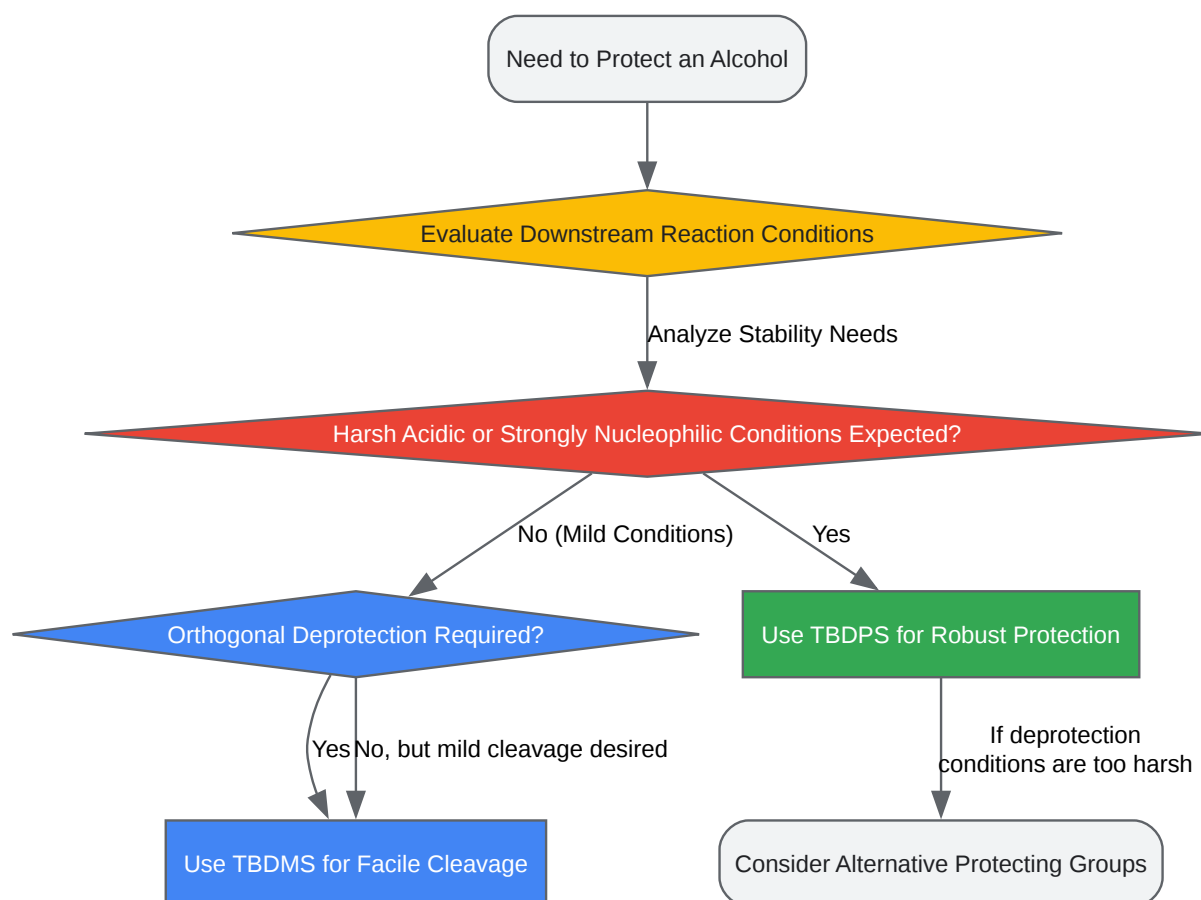 Need to Protect an Alcohol
Evaluate Downstream Reaction Conditions
Analyze Stability Needs
Harsh Acidic or Strongly Nucleophilic Conditions Expected?
No (Mild Conditions)
Yes
Orthogonal Deprotection Required?
Use TBDPS for Robust Protection
Yes
No, but mild cleavage desired
If deprotection
conditions are too harsh
Use TBDMS for Facile Cleavage
Consider Alternative Protecting Groups